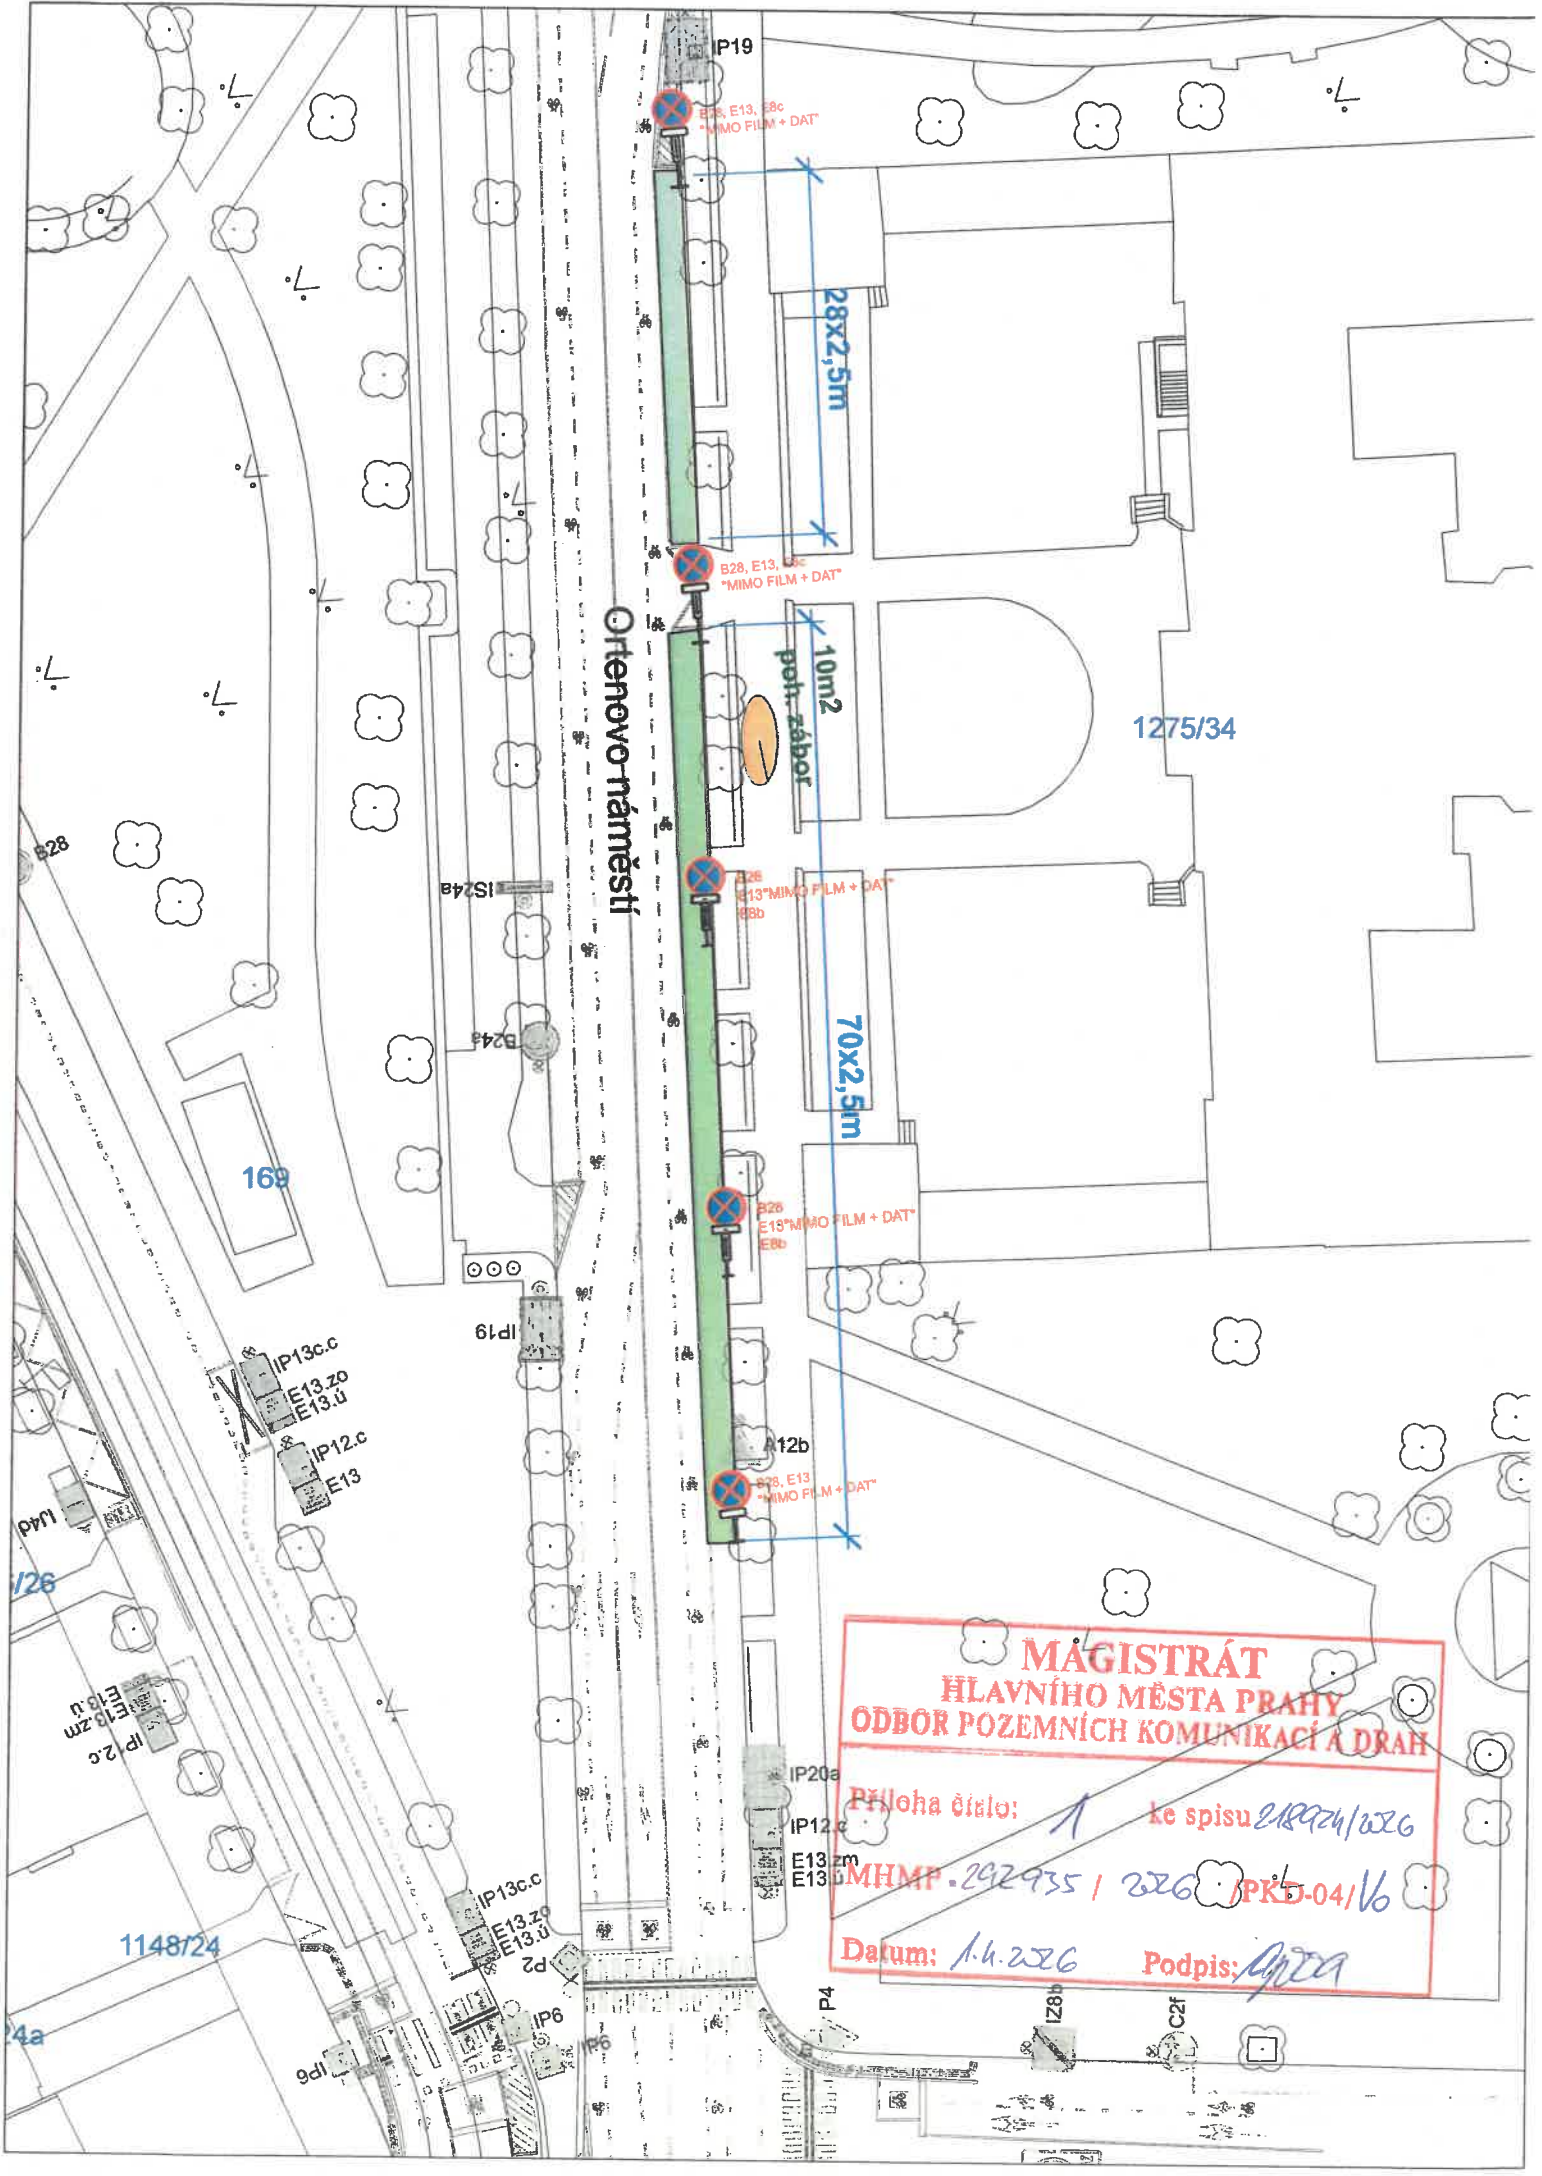 IP19
B28, E13, E8c
"MIMO FILM + DAT"
28x2,5m
B28, E13, E8c
"MIMO FILM + DAT"
Ortenovo náměstí
10m2
poh. zábor
1275/34
B28
IS24a
B28
E13"MIMO FILM + DAT"
E8b
B24a
70x2,5m
169
B28
E13"MIMO FILM + DAT"
E8b
IP19
IP13c.c
E13.zo
E13.ú
IP12.c
E13
A12b
B28, E13
"MIMO FILM + DAT"
IJ4d
/26
E13.ú
E13.zm
IP12.c
MAGISTRÁT
HLAVNÍHO MĚSTA PRAHY
ODBOR POZEMNÍCH KOMUNIKACÍ A DRAH
Příloha číslo: 1 ke spisu 218924/2026
MHMP. 292935 / 2026 /PKD-04/Vo
Datum: 1.4.2026 Podpis:
IP20a
IP12.c
E13.zm
E13.ú
IP13c.c
E13.zo
E13.ú
1148/24
P2
IP6
IP6
IP6
24a
P4
IZ8b
C2f